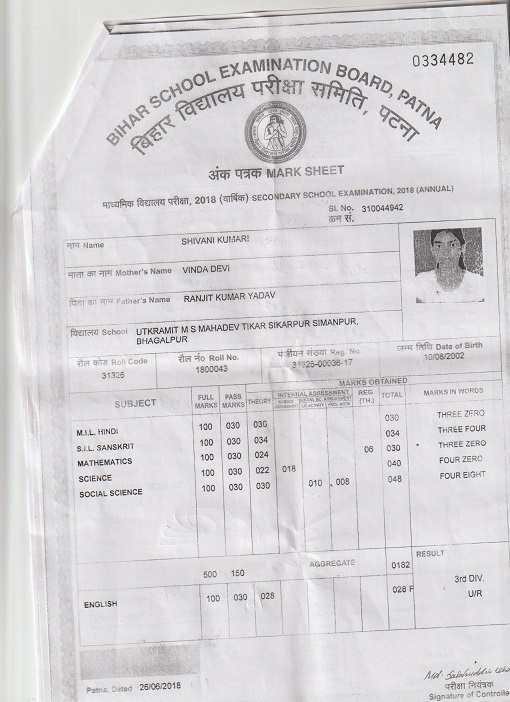 0334482
BIHAR SCHOOL EXAMINATION BOARD, PATNA
बिहार विद्यालय परीक्षा समिति, पटना
अंक पत्रक MARK SHEET
माध्यमिक विद्यालय परीक्षा, 2018 (वार्षिक) SECONDARY SCHOOL EXAMINATION, 2018 (ANNUAL)
Sl. No. 310044942
क्रम सं.
नाम Name SHIVANI KUMARI
माता का नाम Mother's Name VINDA DEVI
पिता का नाम Father's Name RANJIT KUMAR YADAV
विद्यालय School UTKRAMIT M S MAHADEV TIKAR SIKARPUR SIMANPUR,
BHAGALPUR
रौल कोड Roll Code रौल नं० Roll No. पंजीयन संख्या Reg. No. जन्म तिथि Date of Birth
31326 1800043 31326-00036-17 10/08/2002
MARKS OBTAINED
SUBJECT FULL MARKS PASS MARKS THEORY INTERNAL ASSESSMENT REG. (TH.) TOTAL MARKS IN WORDS
M.I.L. HINDI 100 030 030 030 THREE ZERO
S.I.L. SANSKRIT 100 030 034 034 THREE FOUR
MATHEMATICS 100 030 024 06 030 THREE ZERO
SCIENCE 100 030 022 018 040 FOUR ZERO
SOCIAL SCIENCE 100 030 030 010 008 048 FOUR EIGHT
AGGREGATE 0182 RESULT
500 150 3rd DIV.
ENGLISH 100 030 028 028 F U/R
Patna, Dated 26/06/2018
परीक्षा नियंत्रक
Signature of Controlle